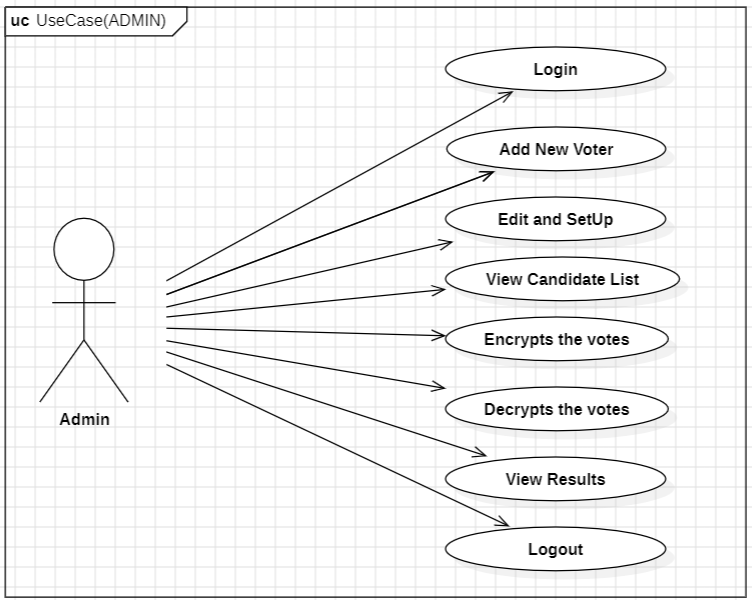 uc UseCase(ADMIN)
Login
Add New Voter
Edit and SetUp
View Candidate List
Encrypts the votes
Decrypts the votes
View Results
Logout
Admin